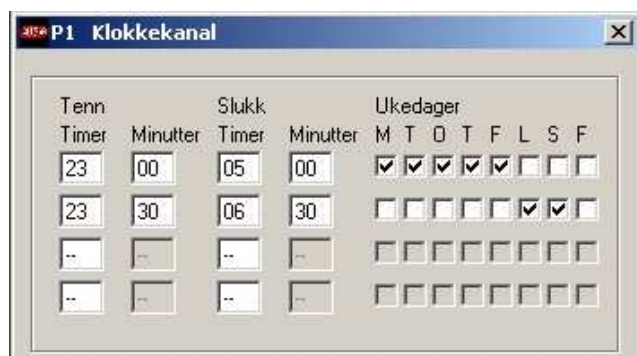 P1 Klokkekanal
Tenn Slukk Ukedager
Timer Minutter Timer Minutter M T O T F L S F
23 00 05 00
23 30 06 30
-- -- -- --
-- -- -- --